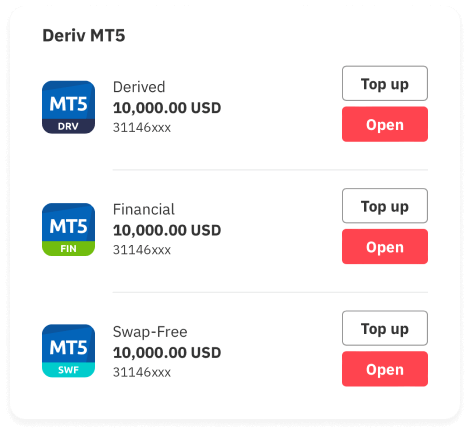 Deriv MT5
MT5
DRV
Derived
10,000.00 USD
31146xxx
Top up
Open
MT5
FIN
Financial
10,000.00 USD
31146xxx
Top up
Open
MT5
SWF
Swap-Free
10,000.00 USD
31146xxx
Top up
Open